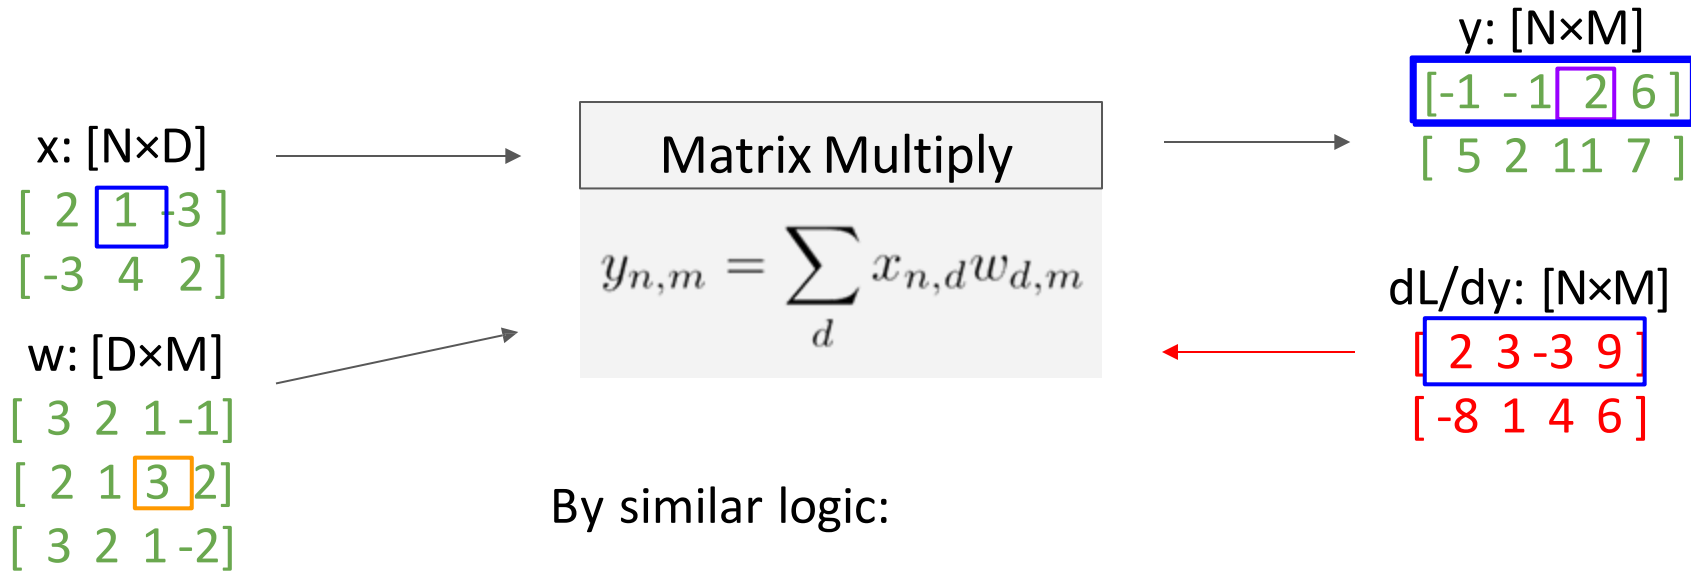 x: [N×D]
[ 2 1 -3 ]
[ -3 4 2 ]
w: [D×M]
[ 3 2 1 -1]
[ 2 1 3 2]
[ 3 2 1 -2]
Matrix Multiply
y_{n,m} = \sum_{d} x_{n,d} w_{d,m}
By similar logic:
y: [N×M]
[-1 -1 2 6 ]
[ 5 2 11 7 ]
dL/dy: [N×M]
[ 2 3 -3 9 ]
[ -8 1 4 6 ]